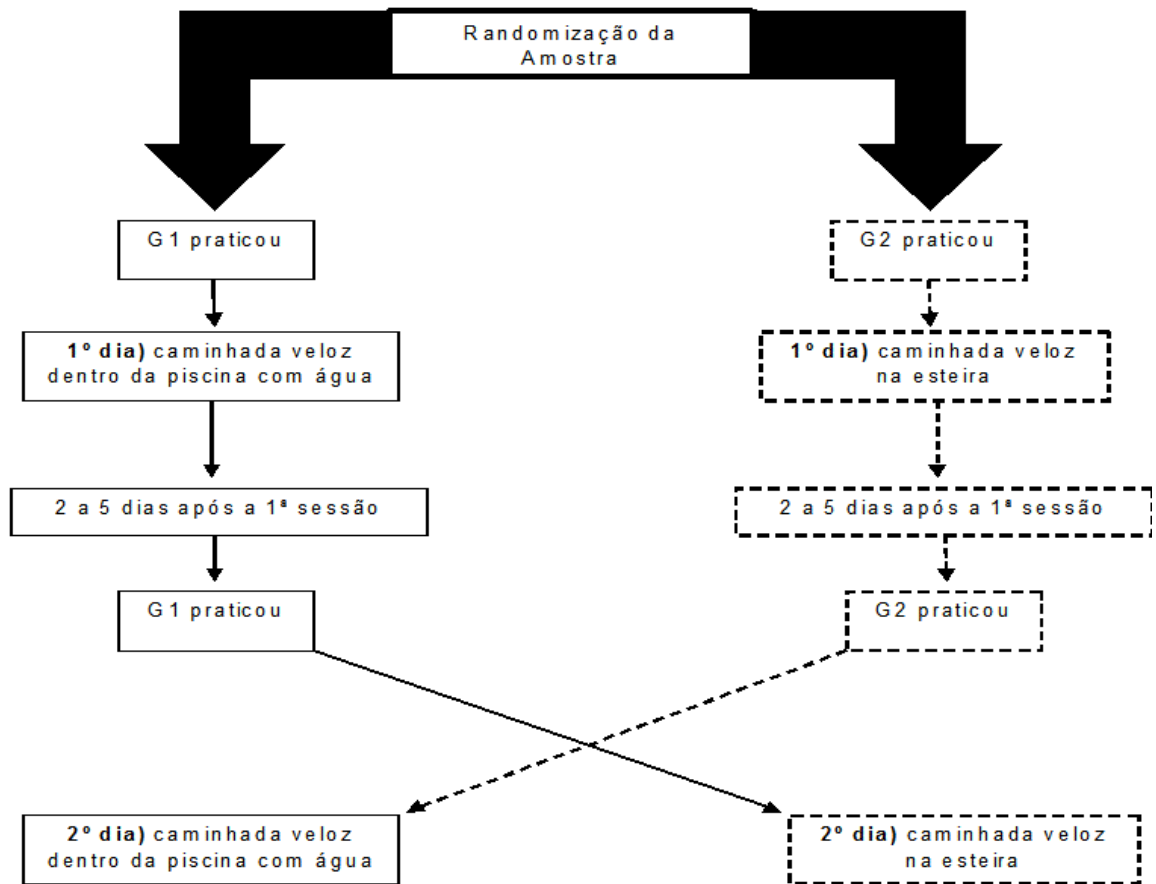 Randomização da
Amostra
G1 praticou
G2 praticou
1º dia) caminhada veloz
dentro da piscina com água
1º dia) caminhada veloz
na esteira
2 a 5 dias após a 1ª sessão
2 a 5 dias após a 1ª sessão
G1 praticou
G2 praticou
2º dia) caminhada veloz
dentro da piscina com água
2º dia) caminhada veloz
na esteira